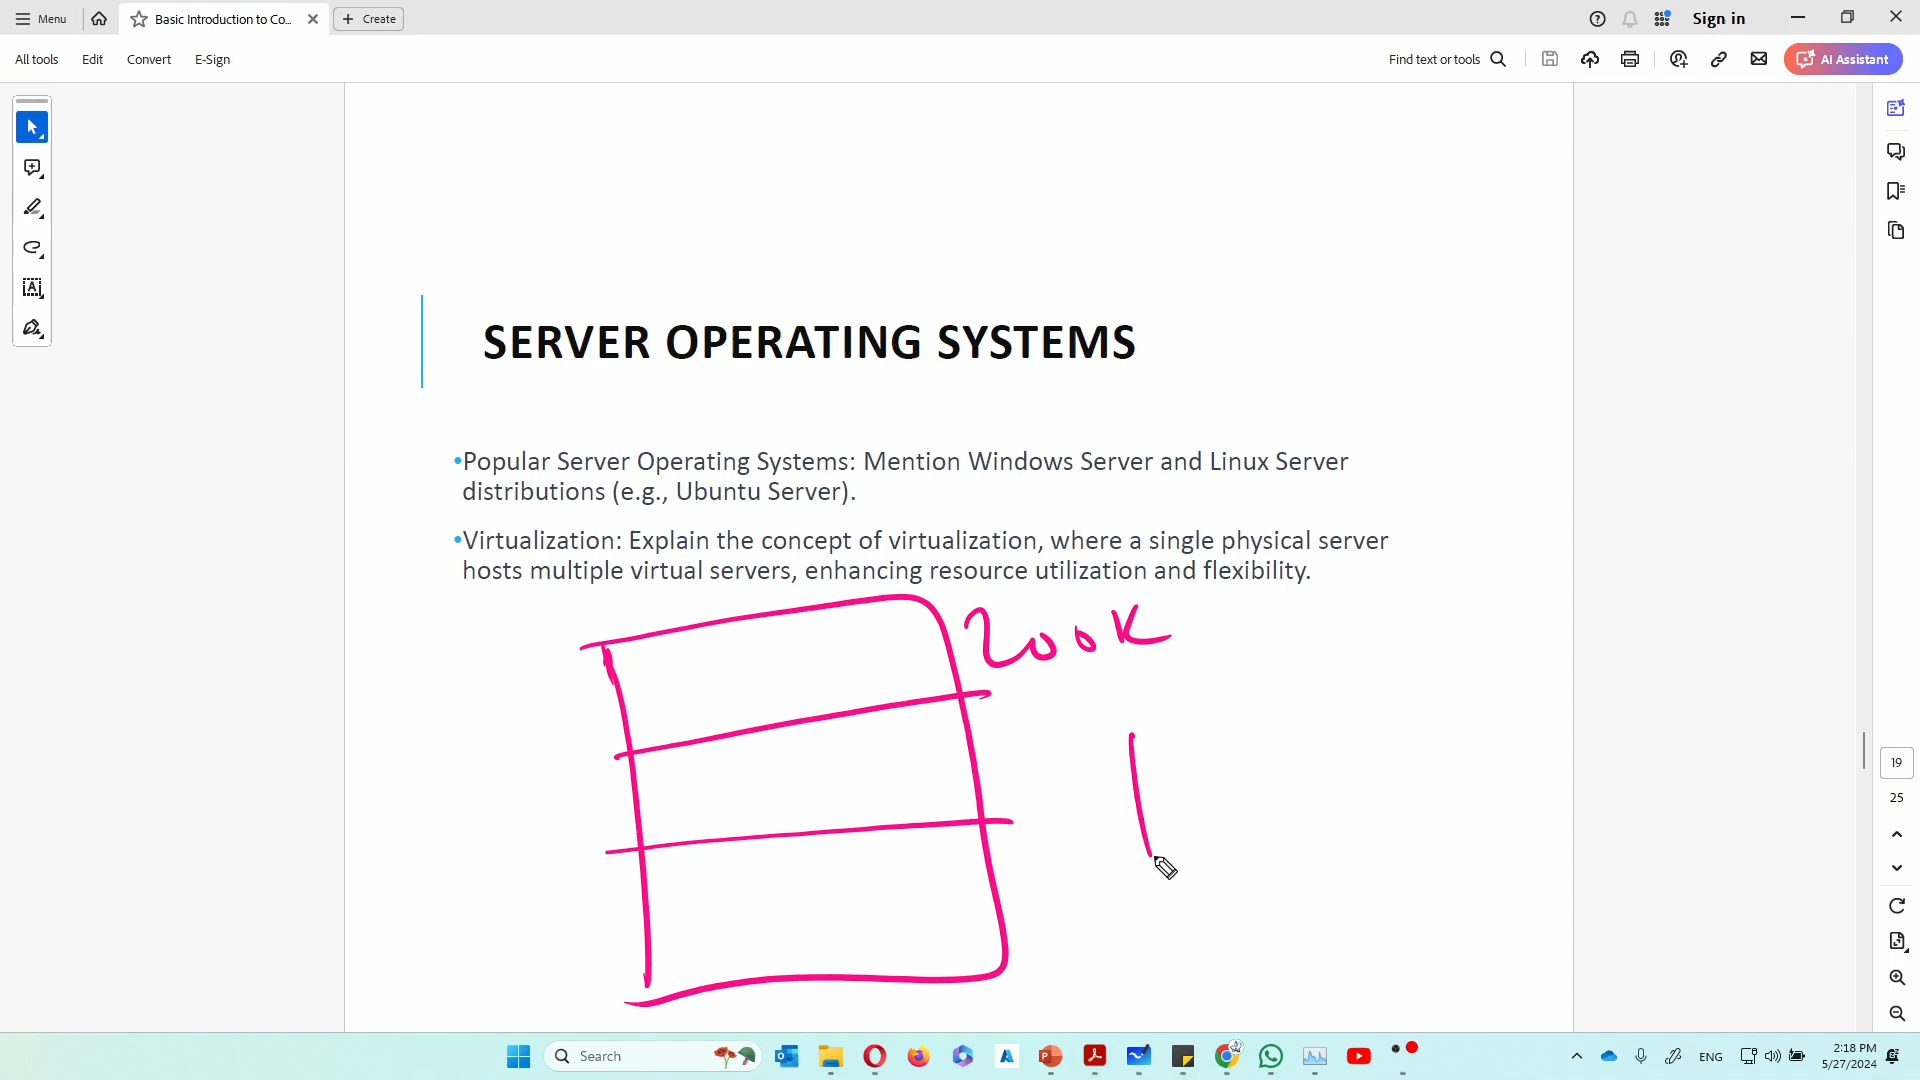 Menu
Basic Introduction to Co...
Create
Sign in
All tools
Edit
Convert
E-Sign
Find text or tools
AI Assistant
SERVER OPERATING SYSTEMS
•Popular Server Operating Systems: Mention Windows Server and Linux Server
distributions (e.g., Ubuntu Server).
•Virtualization: Explain the concept of virtualization, where a single physical server
hosts multiple virtual servers, enhancing resource utilization and flexibility.
200K
19
25
Search
ENG
2:18 PM
5/27/2024